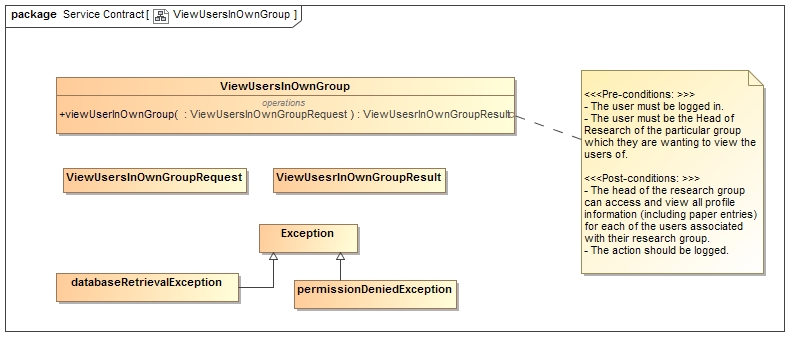 package Service Contract [ ViewUsersInOwnGroup ]
ViewUsersInOwnGroup
operations
+viewUserInOwnGroup( : ViewUsersInOwnGroupRequest ) : ViewUesrInOwnGroupResult
<<<Pre-conditions: >>>
- The user must be logged in.
- The user must be the Head of
Research of the particular group
which they are wanting to view the
users of.
<<<Post-conditions: >>>
- The head of the research group
can access and view all profile
information (including paper entries)
for each of the users associated
with their research group.
- The action should be logged.
ViewUsersInOwnGroupRequest
ViewUesrInOwnGroupResult
Exception
databaseRetrievalException
permissionDeniedException